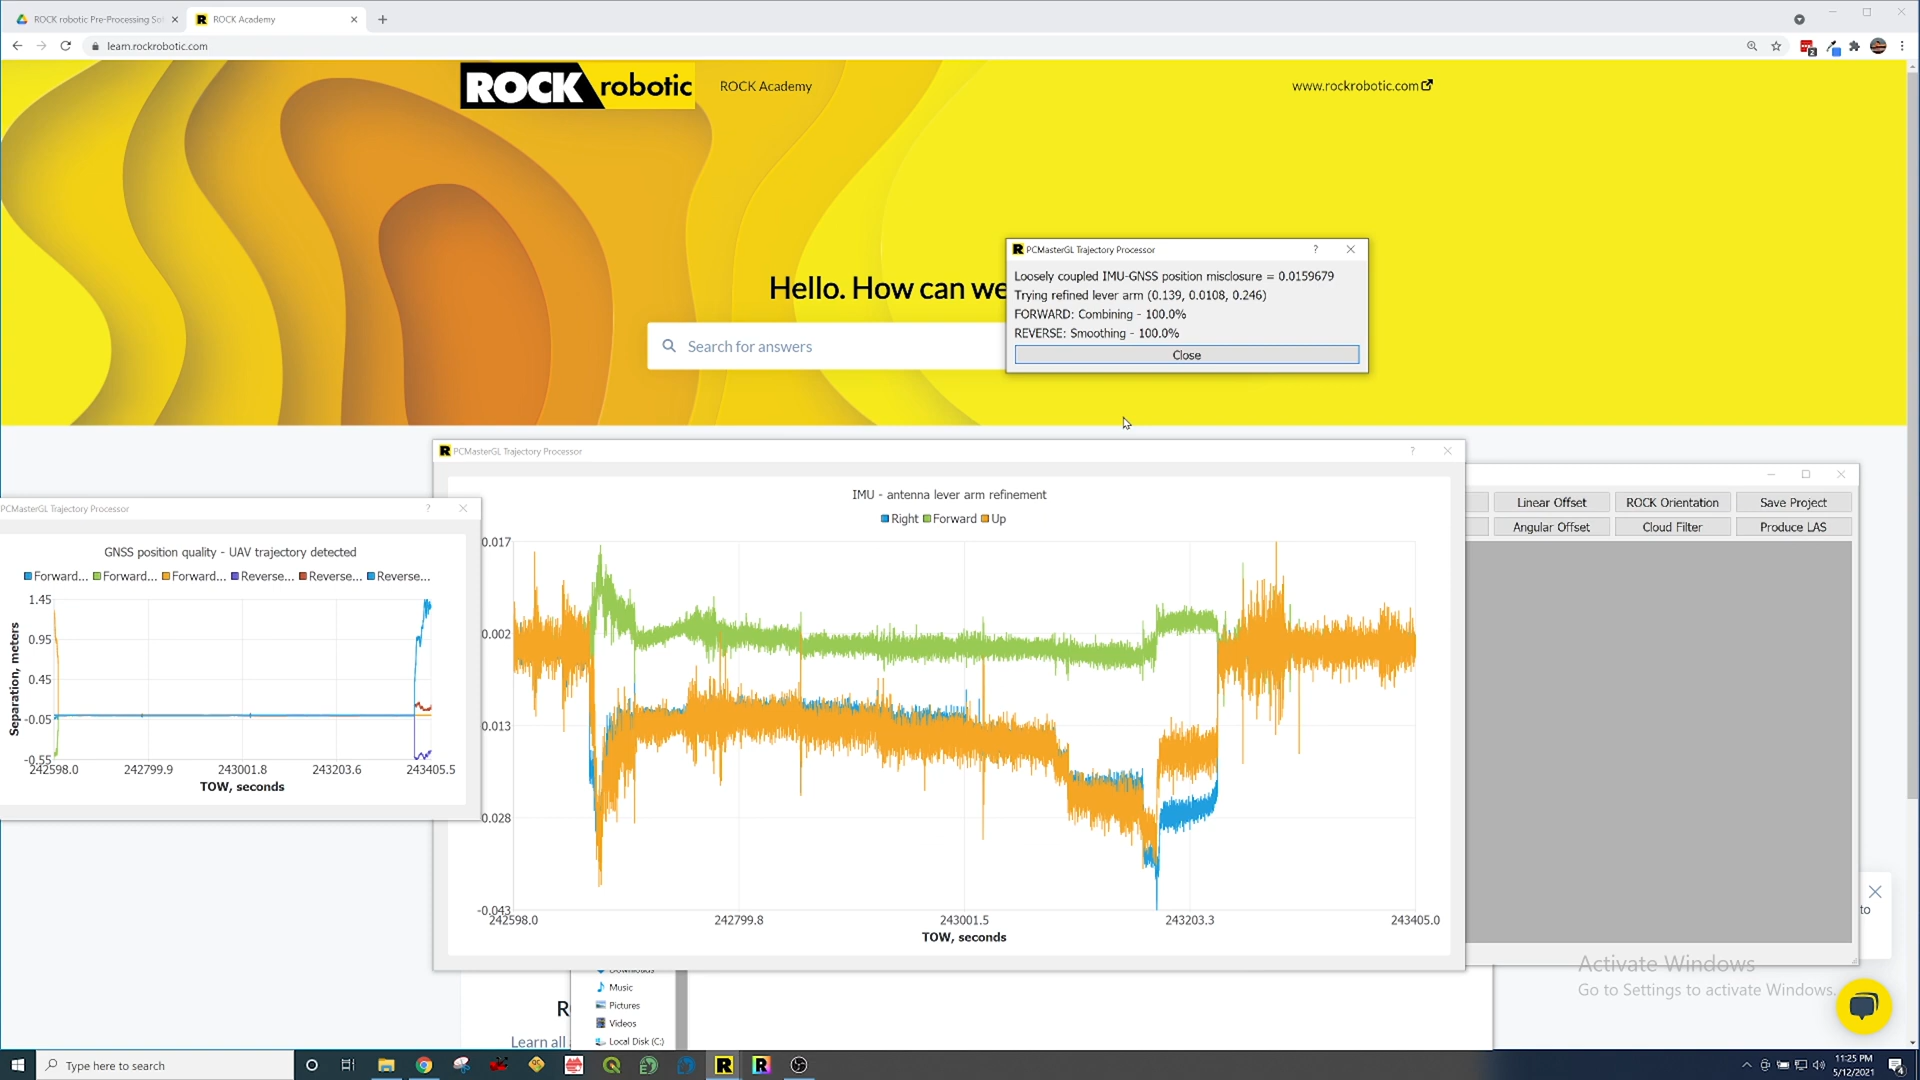 ROCK robotic Pre-Processing Sol
ROCK Academy
learn.rockrobotic.com
2
ROCK robotic
ROCK Academy
www.rockrobotic.com
Hello. How can we
Search for answers
PCMasterGL Trajectory Processor
Loosely coupled IMU-GNSS position misclosure = 0.0159679
Trying refined lever arm (0.139, 0.0108, 0.246)
FORWARD: Combining - 100.0%
REVERSE: Smoothing - 100.0%
Close
PCMasterGL Trajectory Processor
IMU - antenna lever arm refinement
Right Forward Up
0.017
0.002
0.013
0.028
-0.043
242598.0 242799.8 243001.5 243203.3 243405.0
TOW, seconds
PCMasterGL Trajectory Processor
GNSS position quality - UAV trajectory detected
Forward... Forward... Forward... Reverse... Reverse... Reverse...
Separation, meters
1.45
0.95
0.45
-0.05
-0.55
242598.0 242799.9 243001.8 243203.6 243405.5
TOW, seconds
Linear Offset ROCK Orientation Save Project
Angular Offset Cloud Filter Produce LAS
to
Activate Windows
Go to Settings to activate Windows.
Downloads
Music
Pictures
Videos
Local Disk (C:)
R
Learn all
Type here to search
11:25 PM
5/12/2021
4